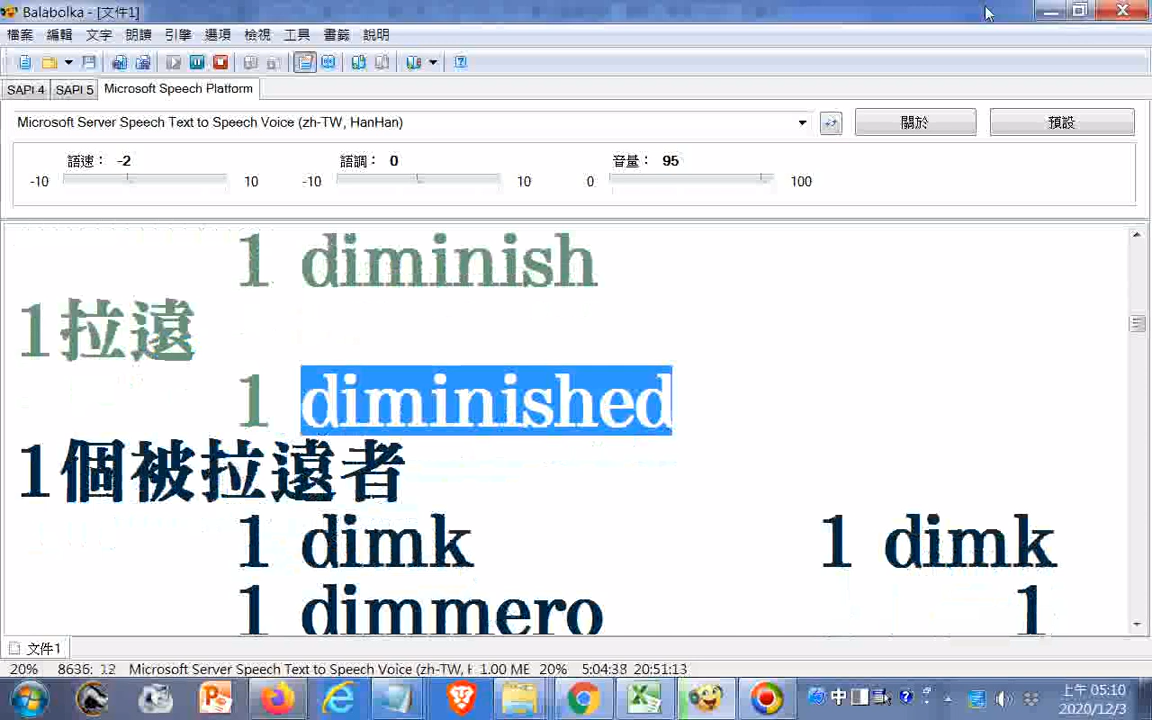 Balabolka - [文件1]
檔案 編輯 文字 朗讀 引擎 選項 檢視 工具 書籤 說明
SAPI 4 SAPI 5 Microsoft Speech Platform
Microsoft Server Speech Text to Speech Voice (zh-TW, HanHan) 關於 預設
語速： -2 語調： 0 音量： 95
-10 10 -10 10 0 100
1 diminish
1拉遠
1 diminished
1個被拉遠者
1 dimk 1 dimk
1 dimmero 1
文件1
20% 8636: 12 Microsoft Server Speech Text to Speech Voice (zh-TW, H 1.00 ME 20% 5:04:38 20:51:13
中 上午 05:10
2020/12/3